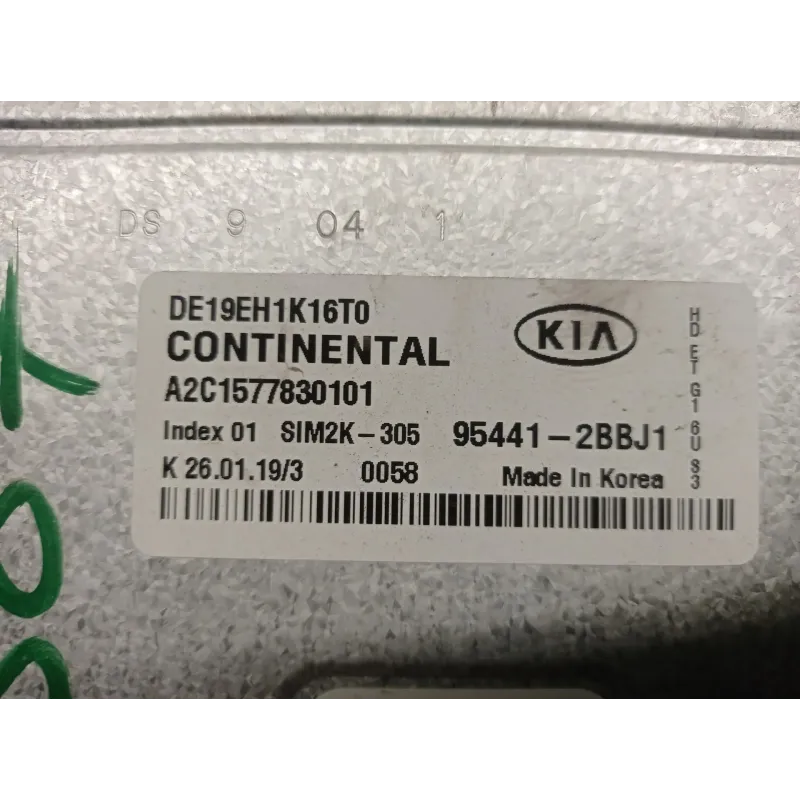 DS 9 04 1
DE19EH1K16T0
KIA
CONTINENTAL
A2C1577830101
Index 01 SIM2K-305 95441-2BBJ1
K 26.01.19/3 0058 Made In Korea
HD ET G1 6U S3